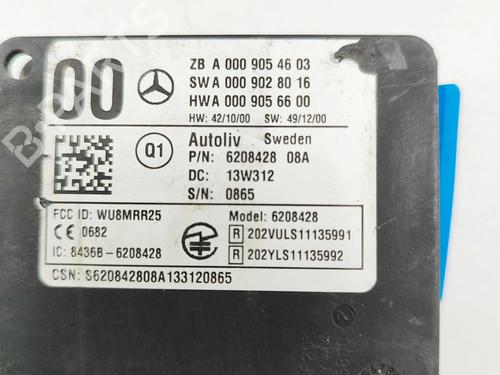 00
ZB A 000 905 46 03
SW A 000 902 80 16
HW A 000 905 66 00
HW: 42/10/00 SW: 49/12/00
Q1
Autoliv Sweden
P/N: 6208428 08A
DC: 13W312
S/N: 0865
FCC ID: WU8MRR25
CE 0682
IC: 8436B-6208428
Model: 6208428
R 202VULS11135991
R 202YLS11135992
CSN: S620842808A133120865